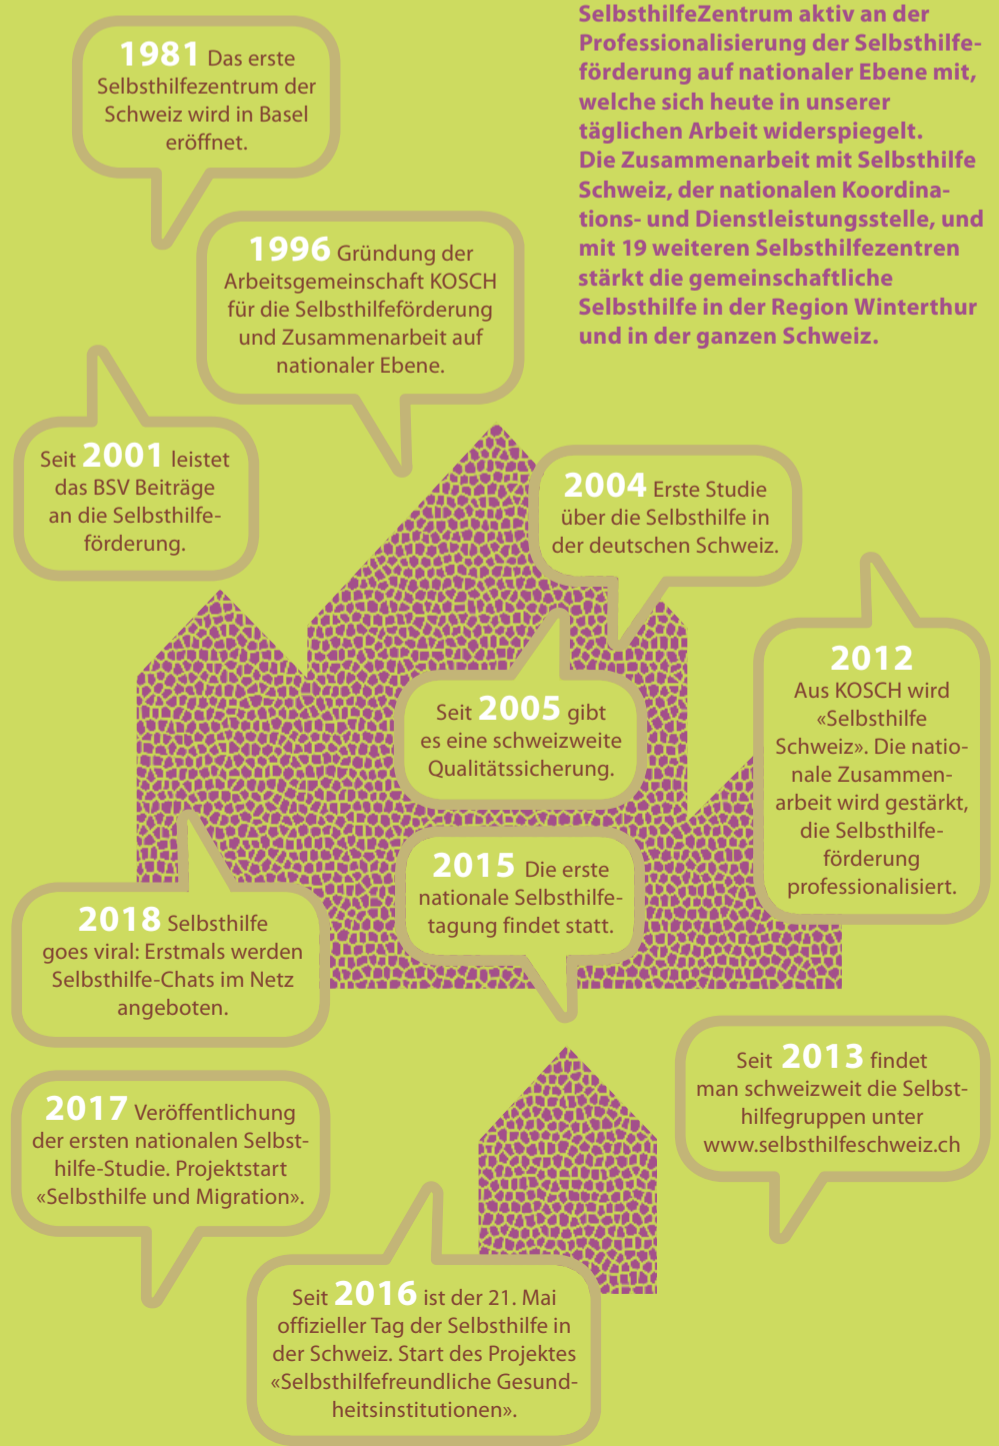 SelbsthilfeZentrum aktiv an der
Professionalisierung der Selbsthilfe-
förderung auf nationaler Ebene mit,
welche sich heute in unserer
täglichen Arbeit widerspiegelt.
Die Zusammenarbeit mit Selbsthilfe
Schweiz, der nationalen Koordina-
tions- und Dienstleistungsstelle, und
mit 19 weiteren Selbsthilfezentren
stärkt die gemeinschaftliche
Selbsthilfe in der Region Winterthur
und in der ganzen Schweiz.
1981 Das erste
Selbsthilfezentrum der
Schweiz wird in Basel
eröffnet.
1996 Gründung der
Arbeitsgemeinschaft KOSCH
für die Selbsthilfeförderung
und Zusammenarbeit auf
nationaler Ebene.
Seit 2001 leistet
das BSV Beiträge
an die Selbsthilfe-
förderung.
2004 Erste Studie
über die Selbsthilfe in
der deutschen Schweiz.
Seit 2005 gibt
es eine schweizweite
Qualitätssicherung.
2012
Aus KOSCH wird
«Selbsthilfe
Schweiz». Die natio-
nale Zusammen-
arbeit wird gestärkt,
die Selbsthilfe-
förderung
professionalisiert.
Seit 2013 findet
man schweizweit die Selbst-
hilfegruppen unter
www.selbsthilfeschweiz.ch
2015 Die erste
nationale Selbsthilfe-
tagung findet statt.
Seit 2016 ist der 21. Mai
offizieller Tag der Selbsthilfe in
der Schweiz. Start des Projektes
«Selbsthilfefreundliche Gesund-
heitsinstitutionen».
2017 Veröffentlichung
der ersten nationalen Selbst-
hilfe-Studie. Projektstart
«Selbsthilfe und Migration».
2018 Selbsthilfe
goes viral: Erstmals werden
Selbsthilfe-Chats im Netz
angeboten.